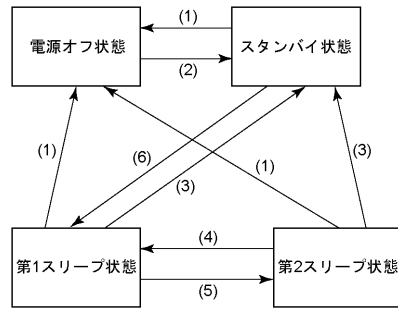 (1)
電源オフ状態
スタンバイ状態
(2)
(1)
(6)
(3)
(1)
(3)
(4)
第1スリープ状態
第2スリープ状態
(5)